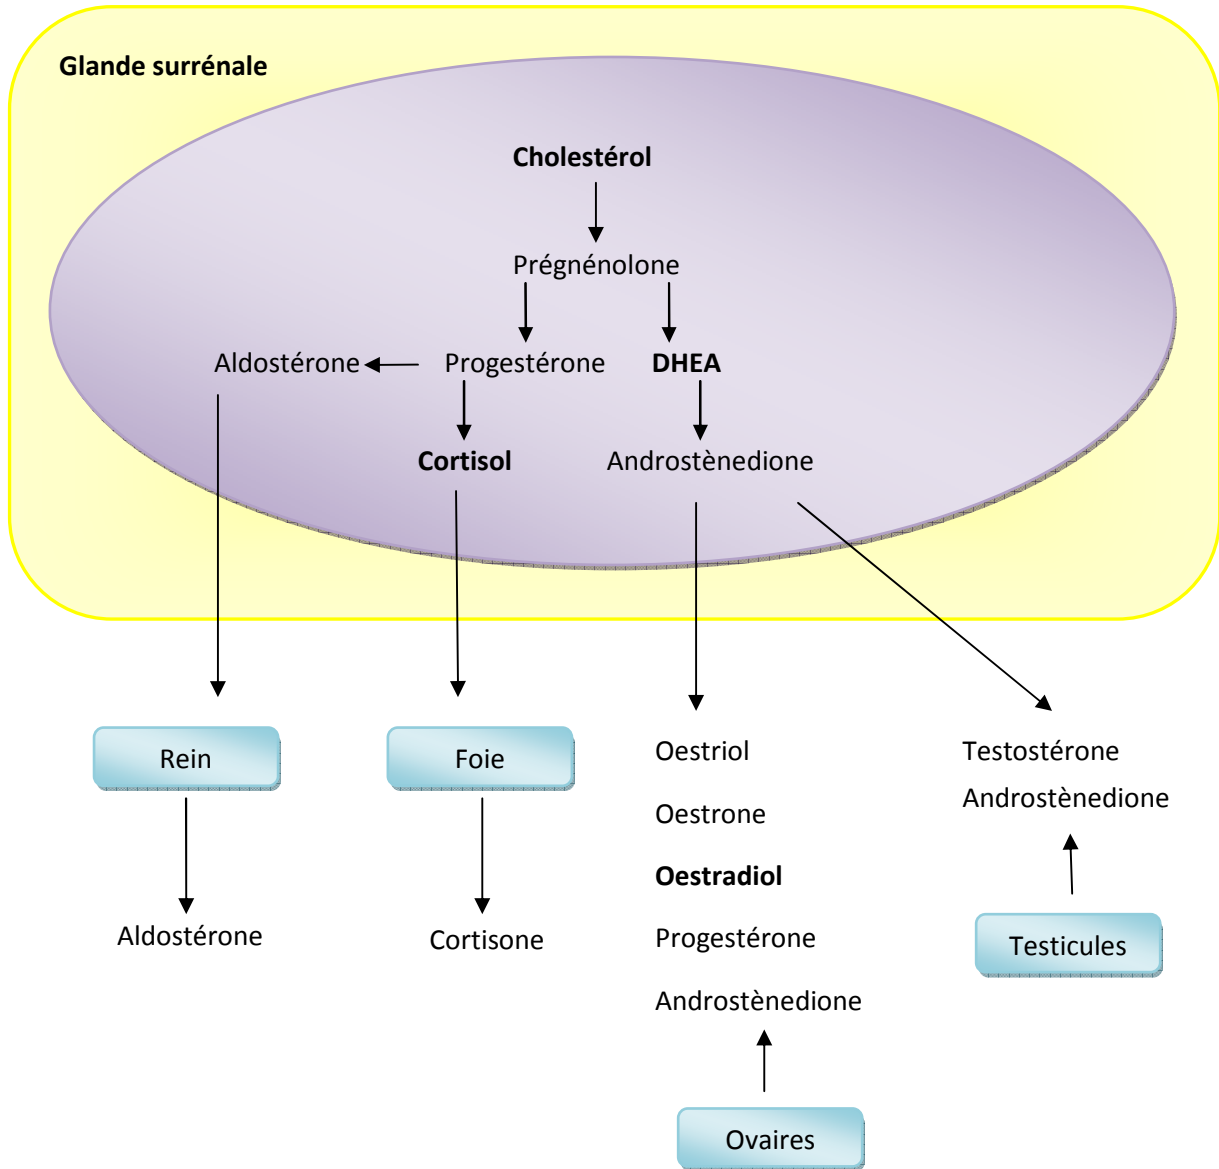 Glande surrénale
Cholestérol
Prégnénolone
Aldostérone
Progestérone
DHEA
Cortisol
Androstènedione
Rein
Foie
Oestriol
Testostérone
Oestrone
Androstènedione
Oestradiol
Aldostérone
Cortisone
Progestérone
Testicules
Androstènedione
Ovaires